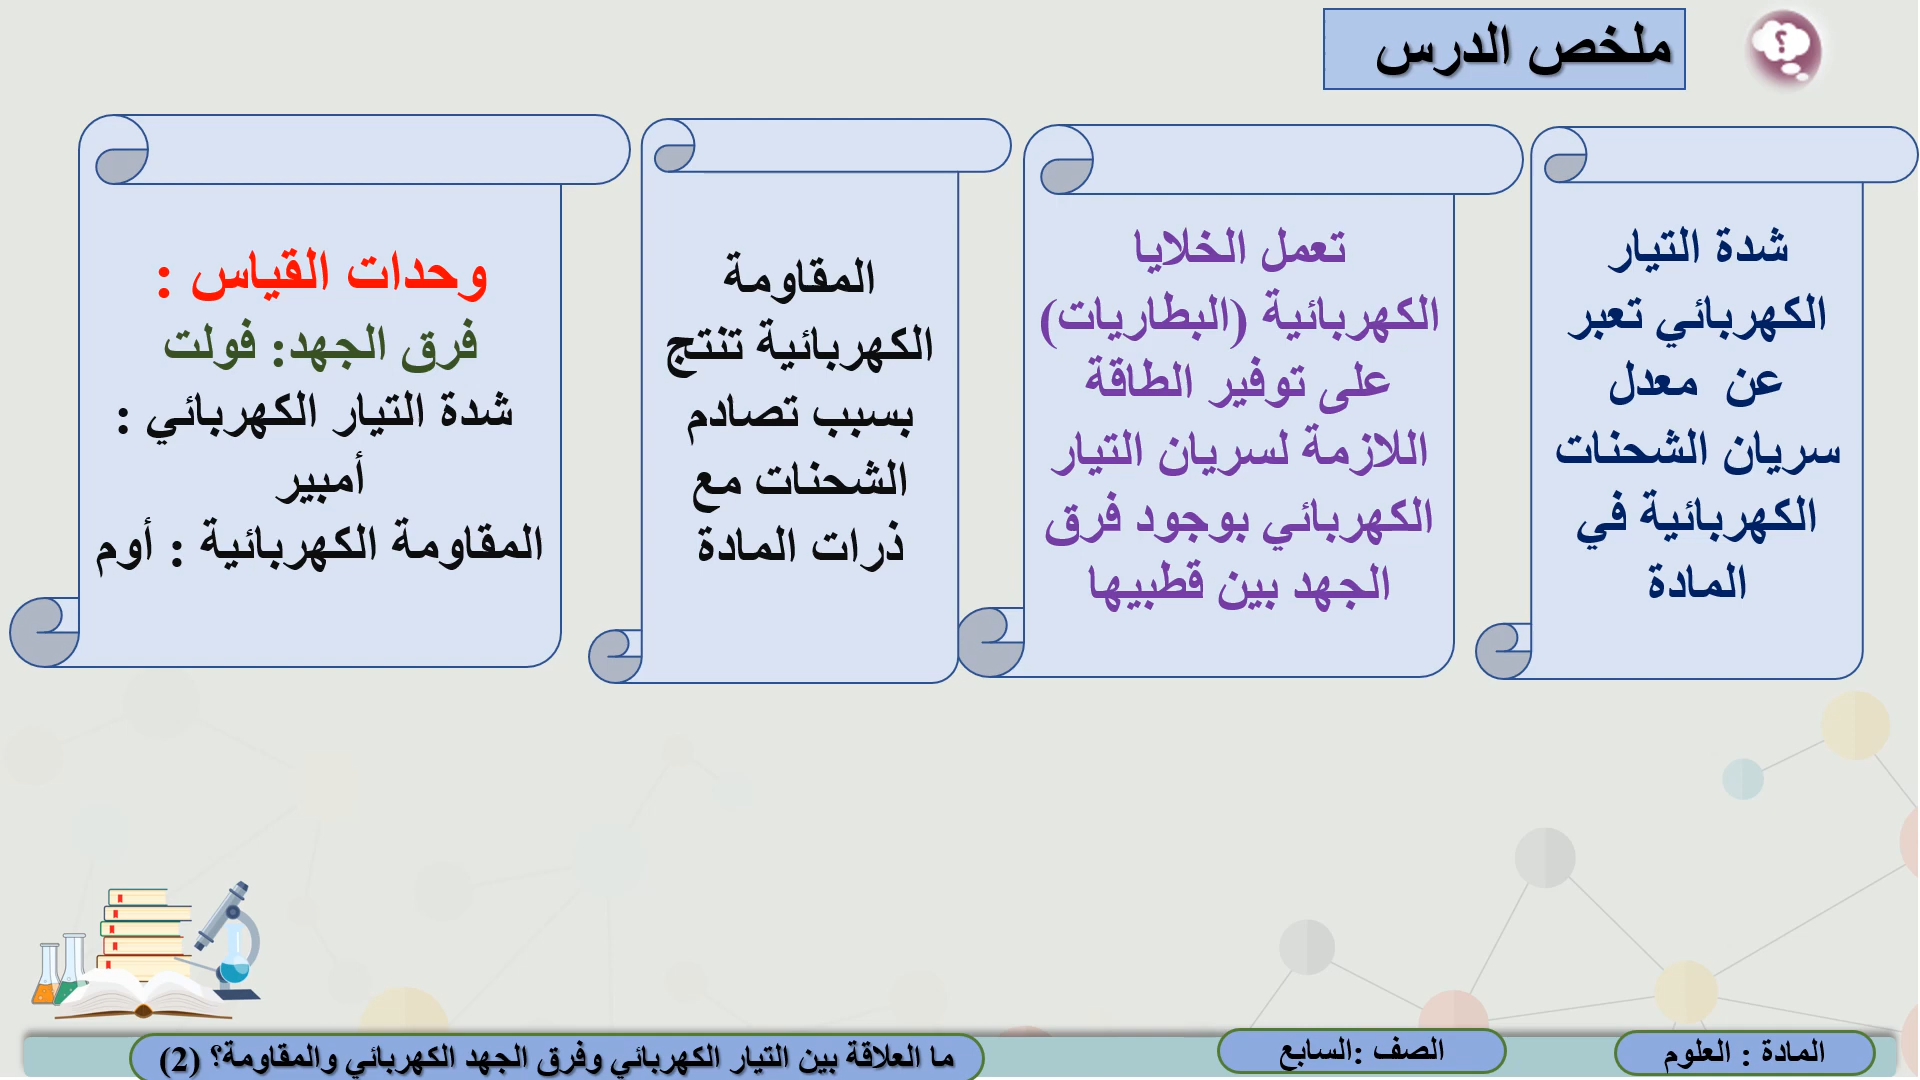 ملخص الدرس
شدة التيار
الكهربائي تعبر
عن معدل
سريان الشحنات
الكهربائية في
المادة
تعمل الخلايا
الكهربائية (البطاريات)
على توفير الطاقة
اللازمة لسريان التيار
الكهربائي بوجود فرق
الجهد بين قطبيها
المقاومة
الكهربائية تنتج
بسبب تصادم
الشحنات مع
ذرات المادة
وحدات القياس :
فرق الجهد: فولت
شدة التيار الكهربائي :
أمبير
المقاومة الكهربائية : أوم
المادة : العلوم
الصف :السابع
ما العلاقة بين التيار الكهربائي وفرق الجهد الكهربائي والمقاومة؟ (2)